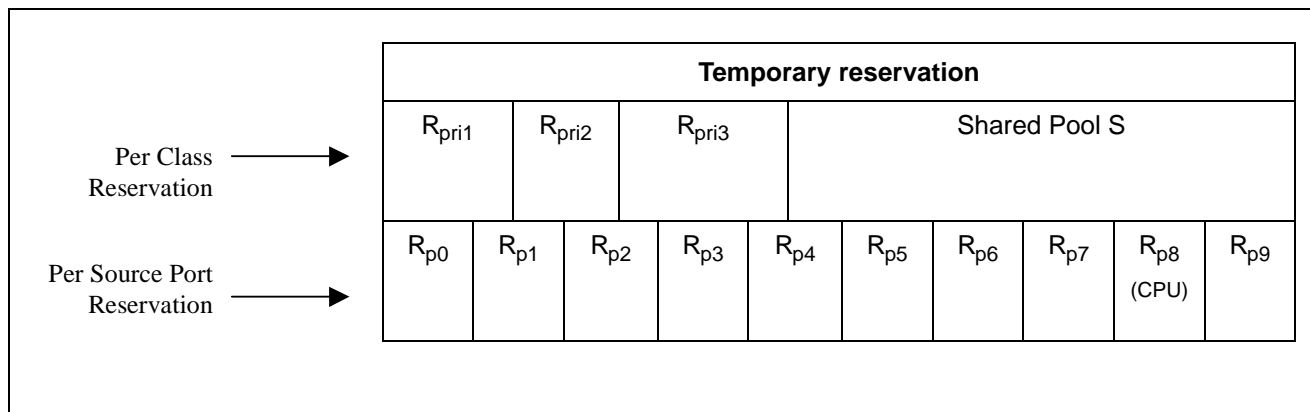 Temporary reservation
Per Class
Reservation
Rpri1 Rpri2 Rpri3 Shared Pool S
Per Source Port
Reservation
Rp0 Rp1 Rp2 Rp3 Rp4 Rp5 Rp6 Rp7 Rp8 Rp9
(CPU)